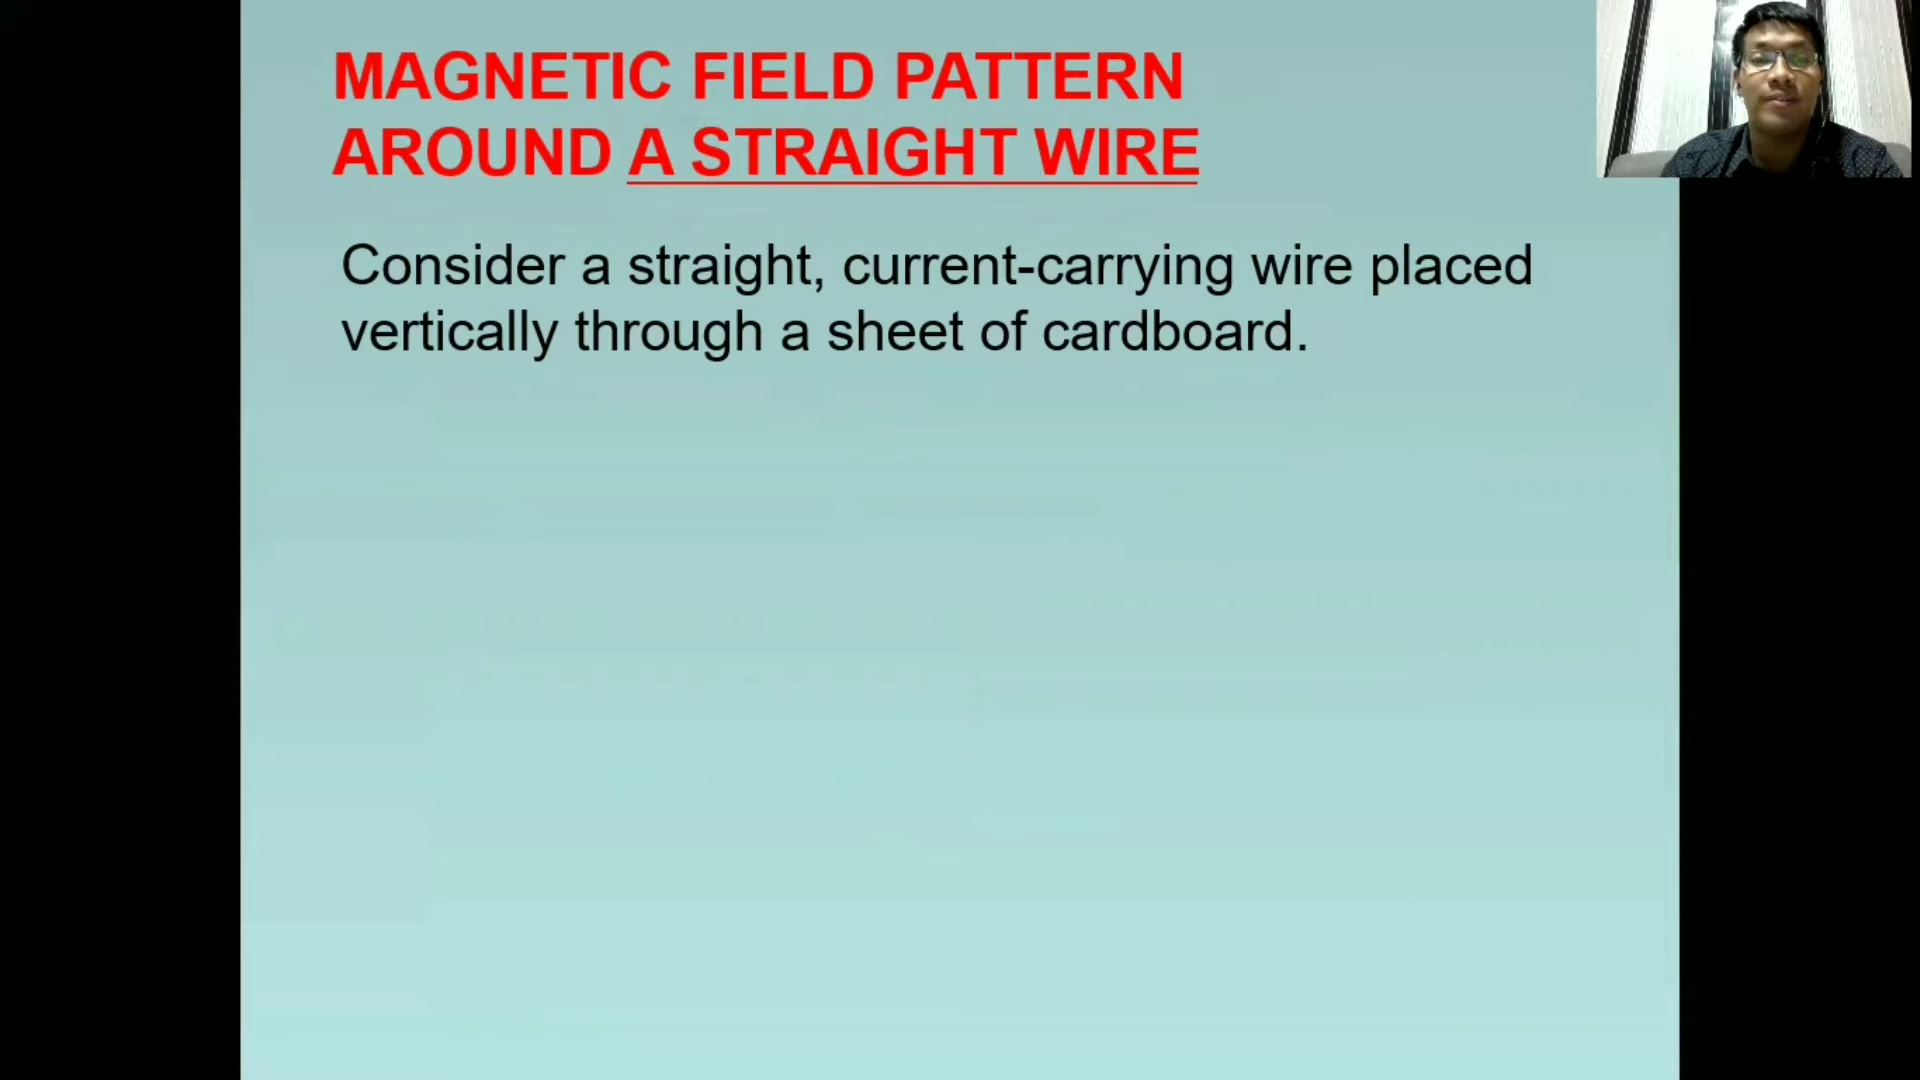 MAGNETIC FIELD PATTERN
AROUND A STRAIGHT WIRE
Consider a straight, current-carrying wire placed
vertically through a sheet of cardboard.